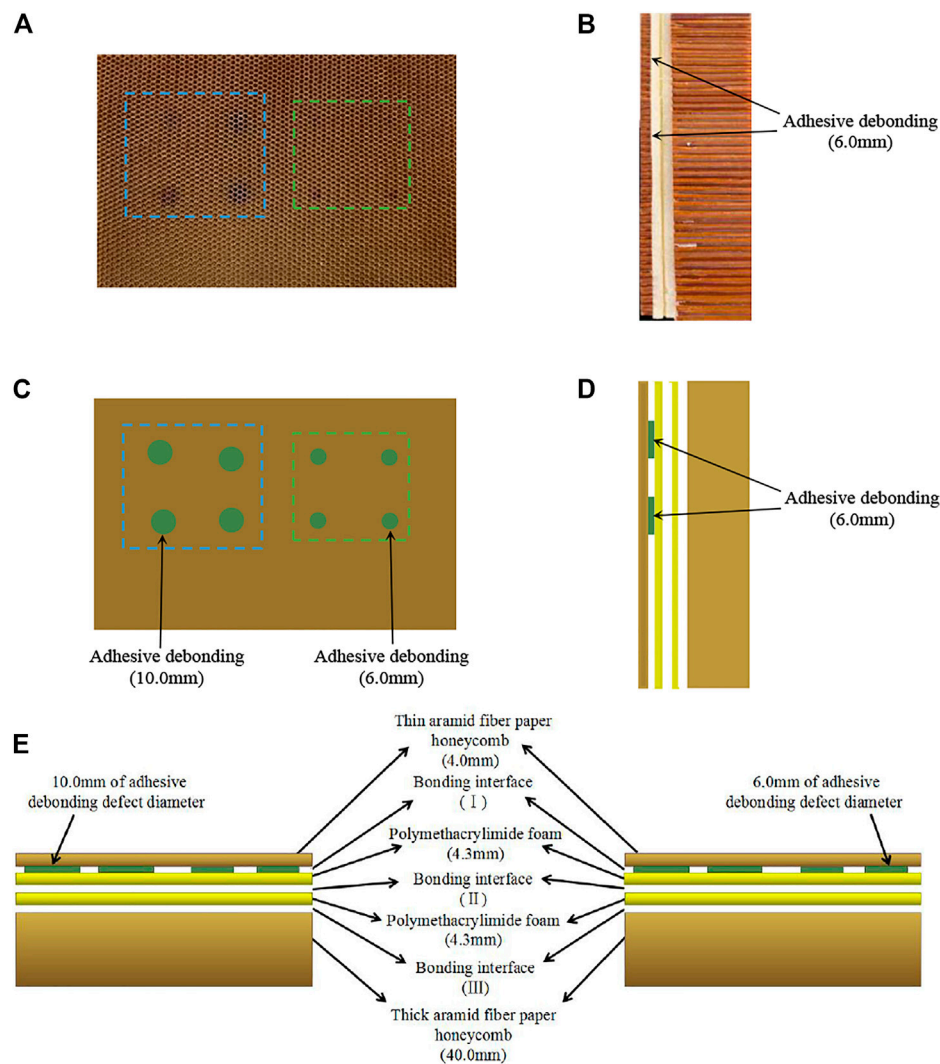 A
B
Adhesive debonding
(6.0mm)
C
D
Adhesive debonding
(6.0mm)
Adhesive debonding
(10.0mm)
Adhesive debonding
(6.0mm)
E
Thin aramid fiber paper
honeycomb
(4.0mm)
10.0mm of adhesive
debonding defect diameter
Bonding interface
(Ⅰ)
6.0mm of adhesive
debonding defect diameter
Polymethacrylimide foam
(4.3mm)
Bonding interface
(Ⅱ)
Polymethacrylimide foam
(4.3mm)
Bonding interface
(Ⅲ)
Thick aramid fiber paper
honeycomb
(40.0mm)